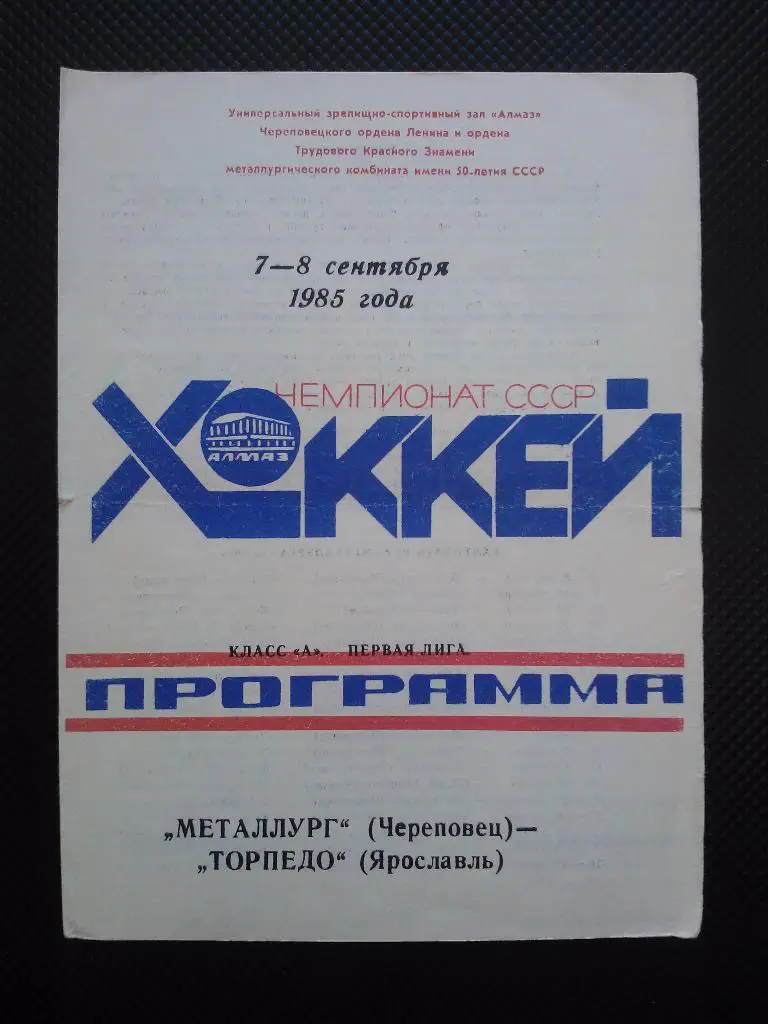 Универсальный зрелищно-спортивный зал «Алмаз»
Череповецкого ордена Ленина и ордена
Трудового Красного Знамени
металлургического комбината имени 50-летия СССР
7—8 сентября
1985 года
ЧЕМПИОНАТ СССР
ХОККЕЙ
АЛМАЗ
КЛАСС «А». ПЕРВАЯ ЛИГА.
ПРОГРАММА
„МЕТАЛЛУРГ“ (Череповец)—
„ТОРПЕДО“ (Ярославль)